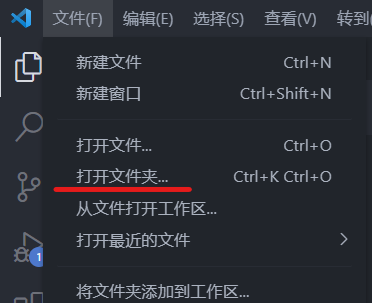 文件(F) 编辑(E) 选择(S) 查看(V) 转到(
新建文件 Ctrl+N
新建窗口 Ctrl+Shift+N
打开文件... Ctrl+O
打开文件夹... Ctrl+K Ctrl+O
从文件打开工作区...
打开最近的文件
1
将文件夹添加到工作区...